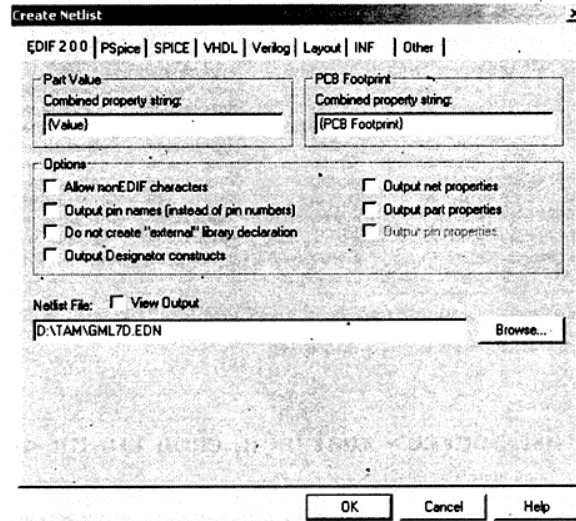 Create Netlist
EDIF 2 0 0 | PSpice | SPICE | VHDL | Verilog | Layout | INF | Other
Part Value
Combined property string:
{Value}
PCB Footprint
Combined property string:
{PCB Footprint}
Options
Allow nonEDIF characters
Output pin names (instead of pin numbers)
Do not create "external" library declaration
Output Designator constructs
Output net properties
Output part properties
Output pin properties
Netlist File:
View Output
D:\TAM\GML7D.EDN
Browse...
OK
Cancel
Help